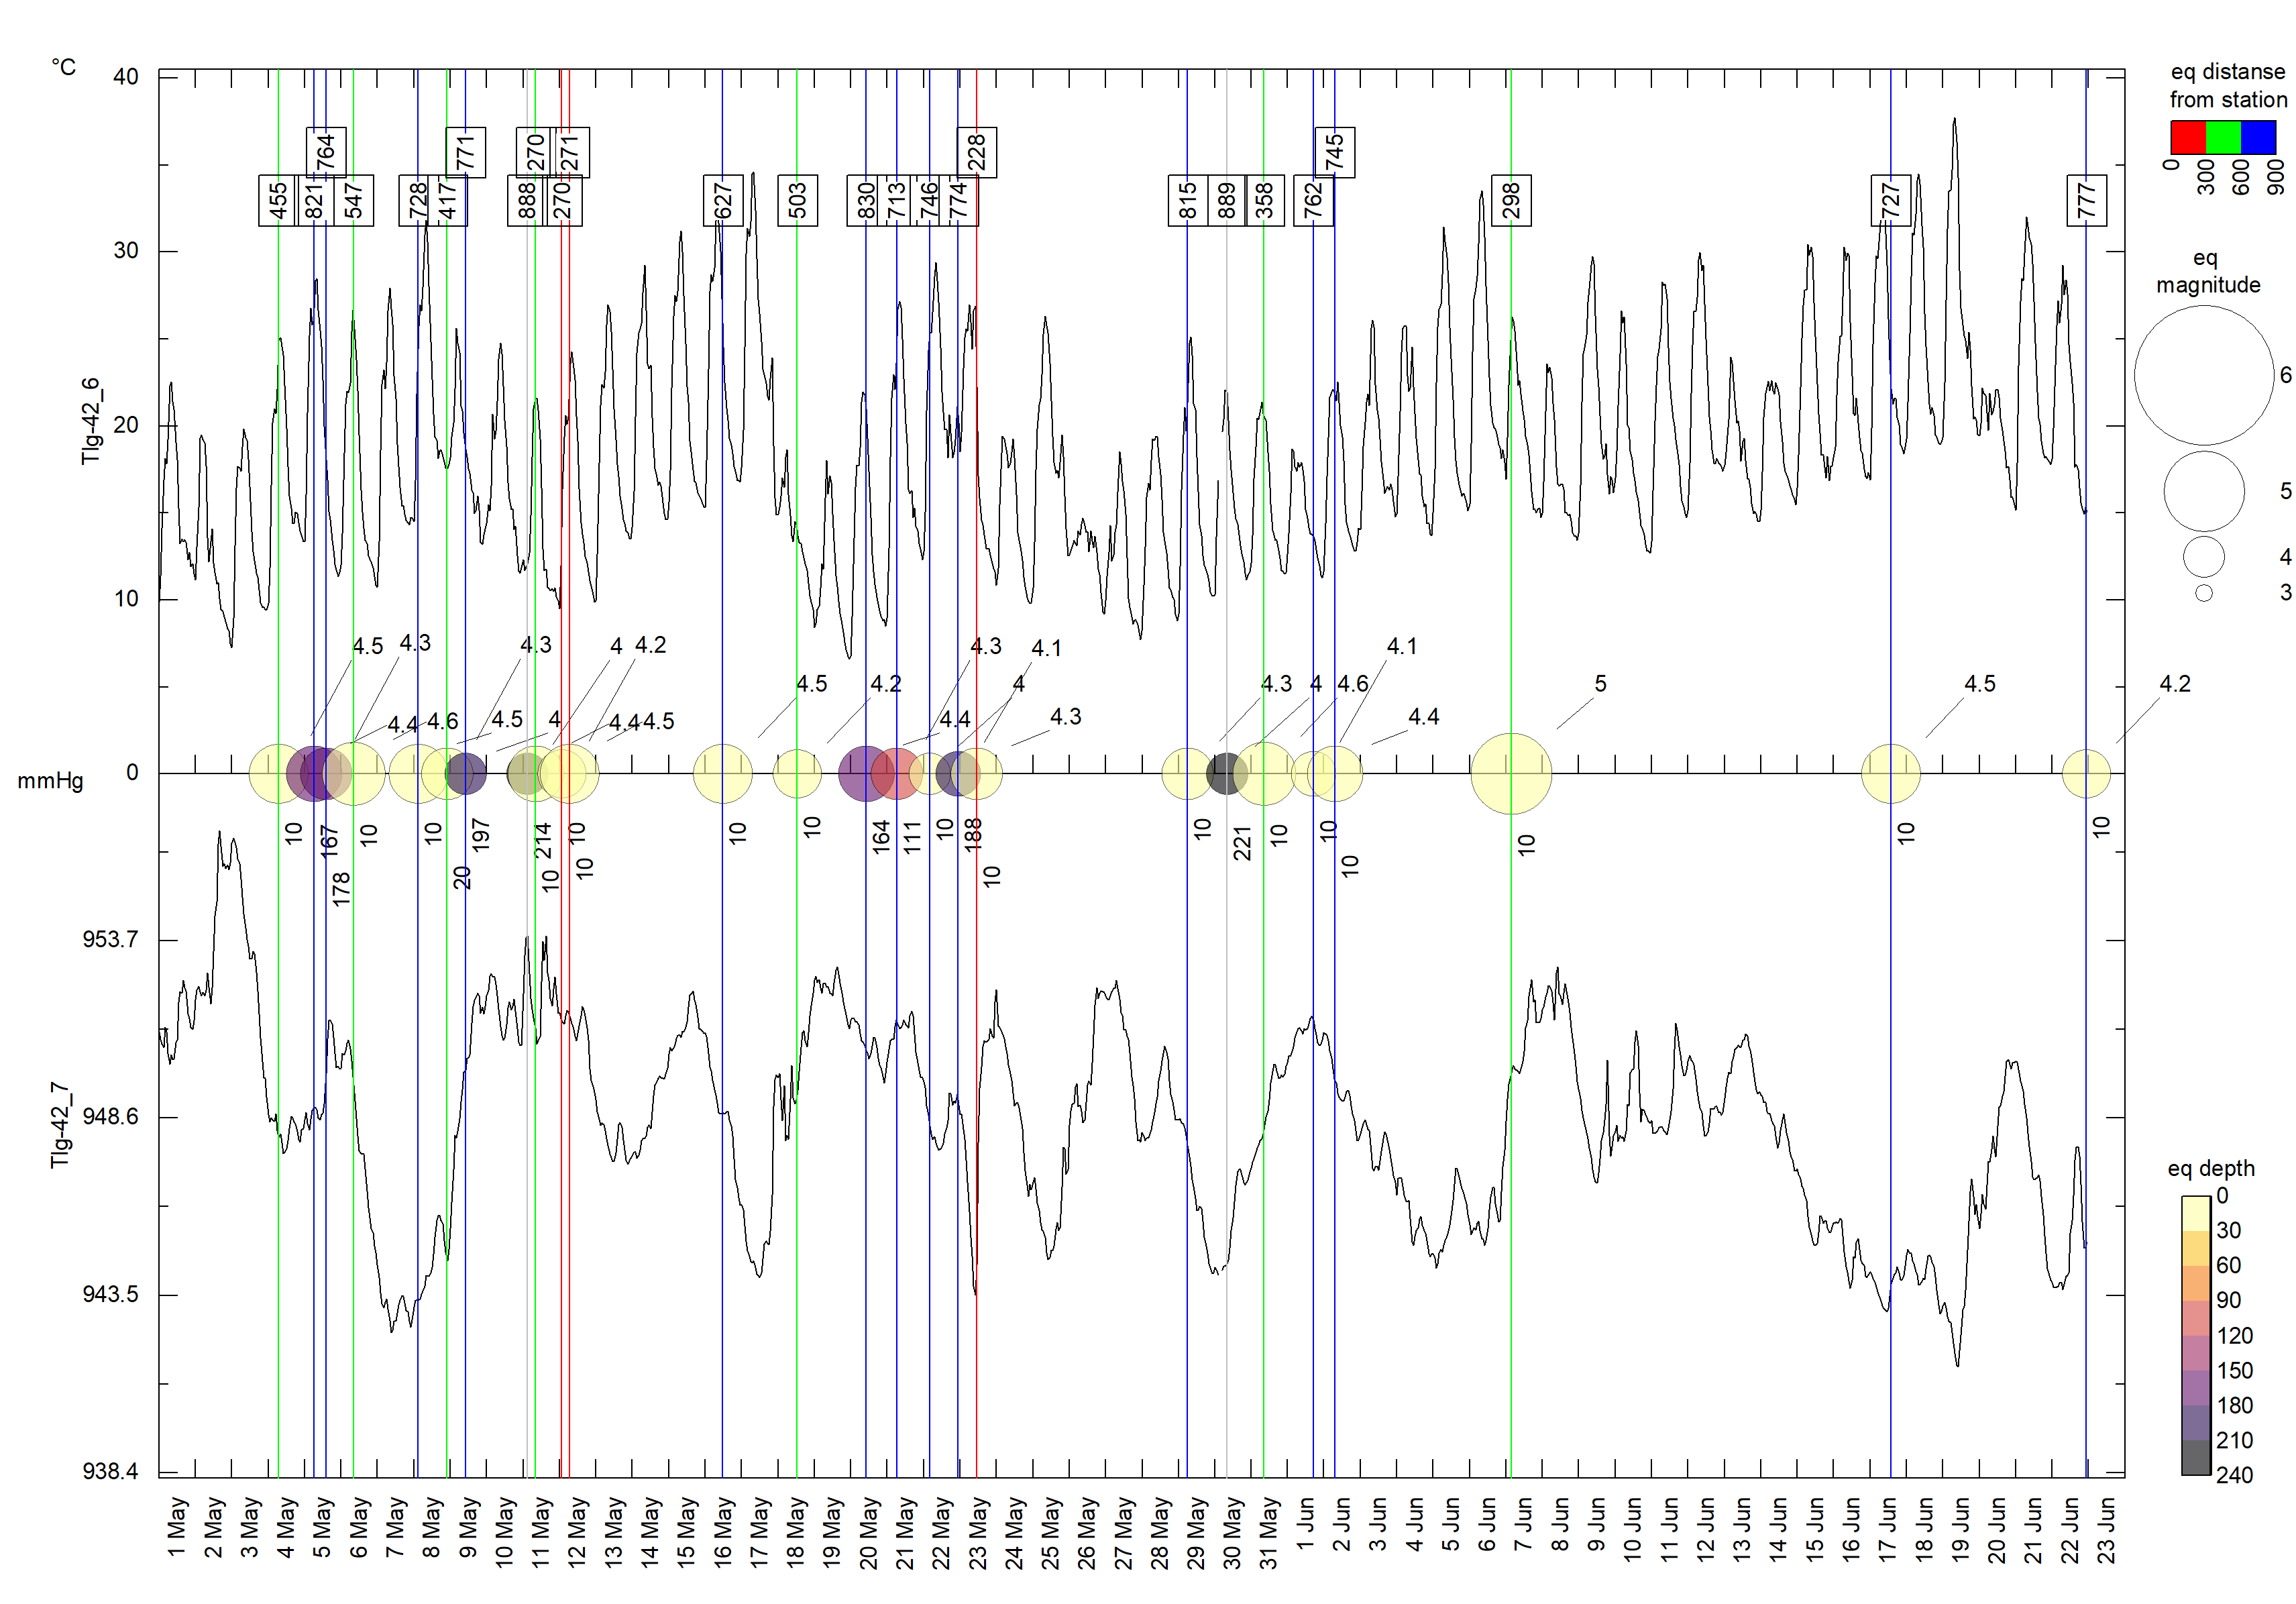 °C
40
30
20
10
0
Tlg-42_6
mmHg
953.7
948.6
943.5
938.4
Tlg-42_7
764
771
270
271
228
745
455
821
547
728
417
888
270
627
503
830
713
746
774
815
889
358
762
298
727
777
4.5
4.3
4.3
4
4.2
4.3
4.1
4.1
4.5
4.2
4
4.3
4
4.6
5
4.5
4.2
4.4
4.6
4.5
4
4.4
4.5
4.4
4.3
4.4
10
167
10
10
197
214
10
10
10
164
111
10
188
10
221
10
10
10
10
10
178
20
10
10
10
10
1 May
2 May
3 May
4 May
5 May
6 May
7 May
8 May
9 May
10 May
11 May
12 May
13 May
14 May
15 May
16 May
17 May
18 May
19 May
20 May
21 May
22 May
23 May
24 May
25 May
26 May
27 May
28 May
29 May
30 May
31 May
1 Jun
2 Jun
3 Jun
4 Jun
5 Jun
6 Jun
7 Jun
8 Jun
9 Jun
10 Jun
11 Jun
12 Jun
13 Jun
14 Jun
15 Jun
16 Jun
17 Jun
18 Jun
19 Jun
20 Jun
21 Jun
22 Jun
23 Jun
eq distanse
from station
0
300
600
900
eq
magnitude
6
5
4
3
eq depth
0
30
60
90
120
150
180
210
240